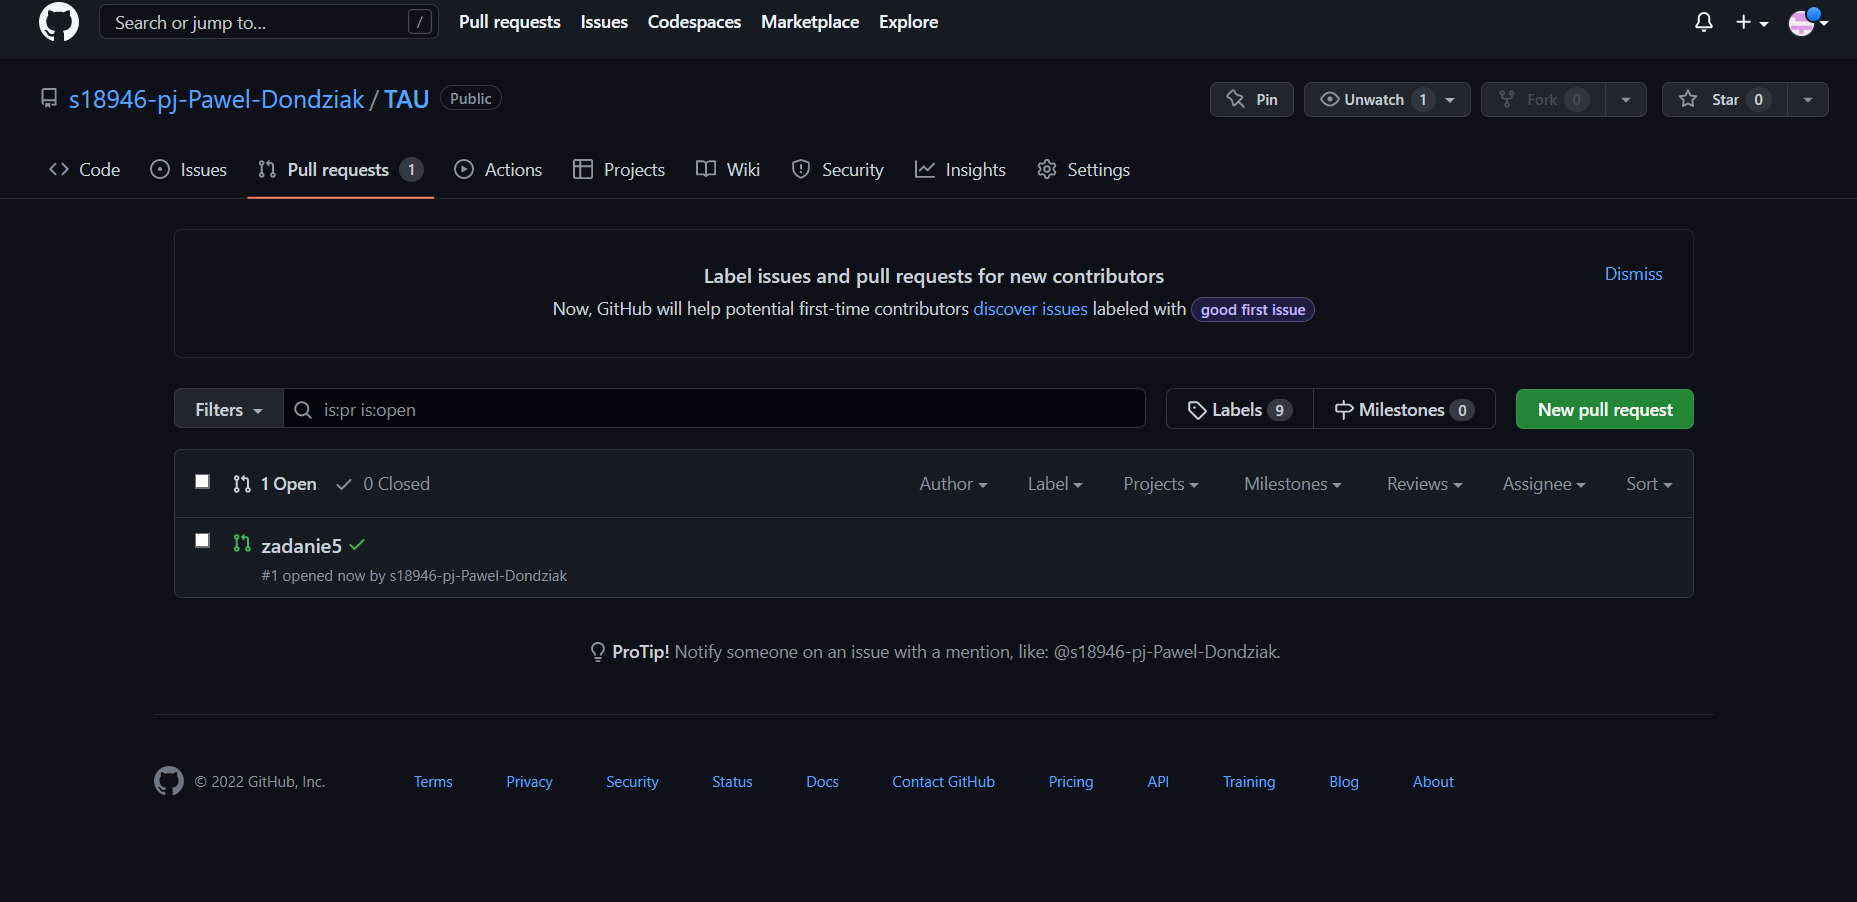 Search or jump to... / Pull requests Issues Codespaces Marketplace Explore
s18946-pj-Pawel-Dondziak / TAU Public Pin Unwatch 1 Fork 0 Star 0
Code Issues Pull requests 1 Actions Projects Wiki Security Insights Settings
Label issues and pull requests for new contributors Dismiss
Now, GitHub will help potential first-time contributors discover issues labeled with good first issue
Filters is:pr is:open Labels 9 Milestones 0 New pull request
1 Open 0 Closed Author Label Projects Milestones Reviews Assignee Sort
zadanie5
#1 opened now by s18946-pj-Pawel-Dondziak
ProTip! Notify someone on an issue with a mention, like: @s18946-pj-Pawel-Dondziak.
© 2022 GitHub, Inc. Terms Privacy Security Status Docs Contact GitHub Pricing API Training Blog About